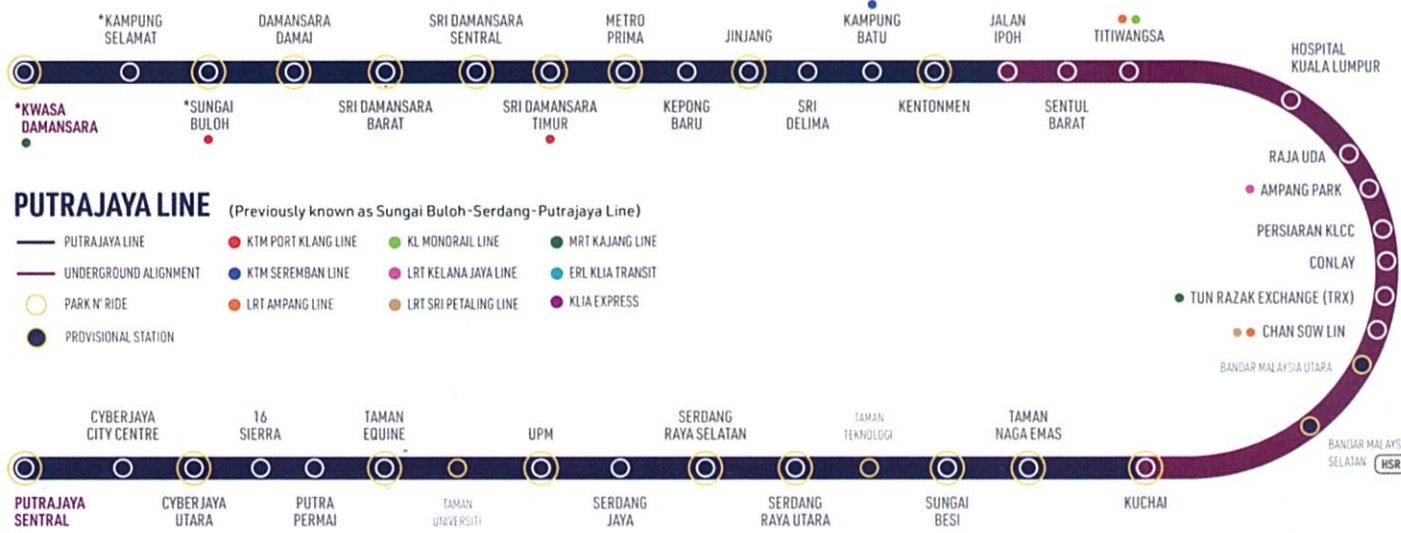 *KAMPUNG
SELAMAT
DAMANSARA
DAMAI
SRI DAMANSARA
SENTRAL
METRO
PRIMA
JINJANG
KAMPUNG
BATU
JALAN
IPOH
TITIWANGSA
HOSPITAL
KUALA LUMPUR
*KWASA
DAMANSARA
*SUNGAI
BULOH
SRI DAMANSARA
BARAT
SRI DAMANSARA
TIMUR
KEPONG
BARU
SRI
DELIMA
KENTONMEN
SENTUL
BARAT
RAJA UDA
AMPANG PARK
PERSIARAN KLCC
CONLAY
TUN RAZAK EXCHANGE (TRX)
CHAN SOW LIN
BANDAR MALAYSIA UTARA
BANDAR MALAYS
SELATAN HSR
PUTRAJAYA LINE (Previously known as Sungai Buloh-Serdang-Putrajaya Line)
PUTRAJAYA LINE
UNDERGROUND ALIGNMENT
PARK N' RIDE
PROVISIONAL STATION
KTM PORT KLANG LINE
KTM SEREMBAN LINE
LRT AMPANG LINE
KL MONORAIL LINE
LRT KELANA JAYA LINE
LRT SRI PETALING LINE
MRT KAJANG LINE
ERL KLIA TRANSIT
KLIA EXPRESS
CYBERJAYA
CITY CENTRE
16
SIERRA
TAMAN
EQUINE
UPM
SERDANG
RAYA SELATAN
TAMAN
TEKNOLOGI
TAMAN
NAGA EMAS
PUTRAJAYA
SENTRAL
CYBERJAYA
UTARA
PUTRA
PERMAI
TAMAN
UNIVERSITI
SERDANG
JAYA
SERDANG
RAYA UTARA
SUNGAI
BESI
KUCHAI